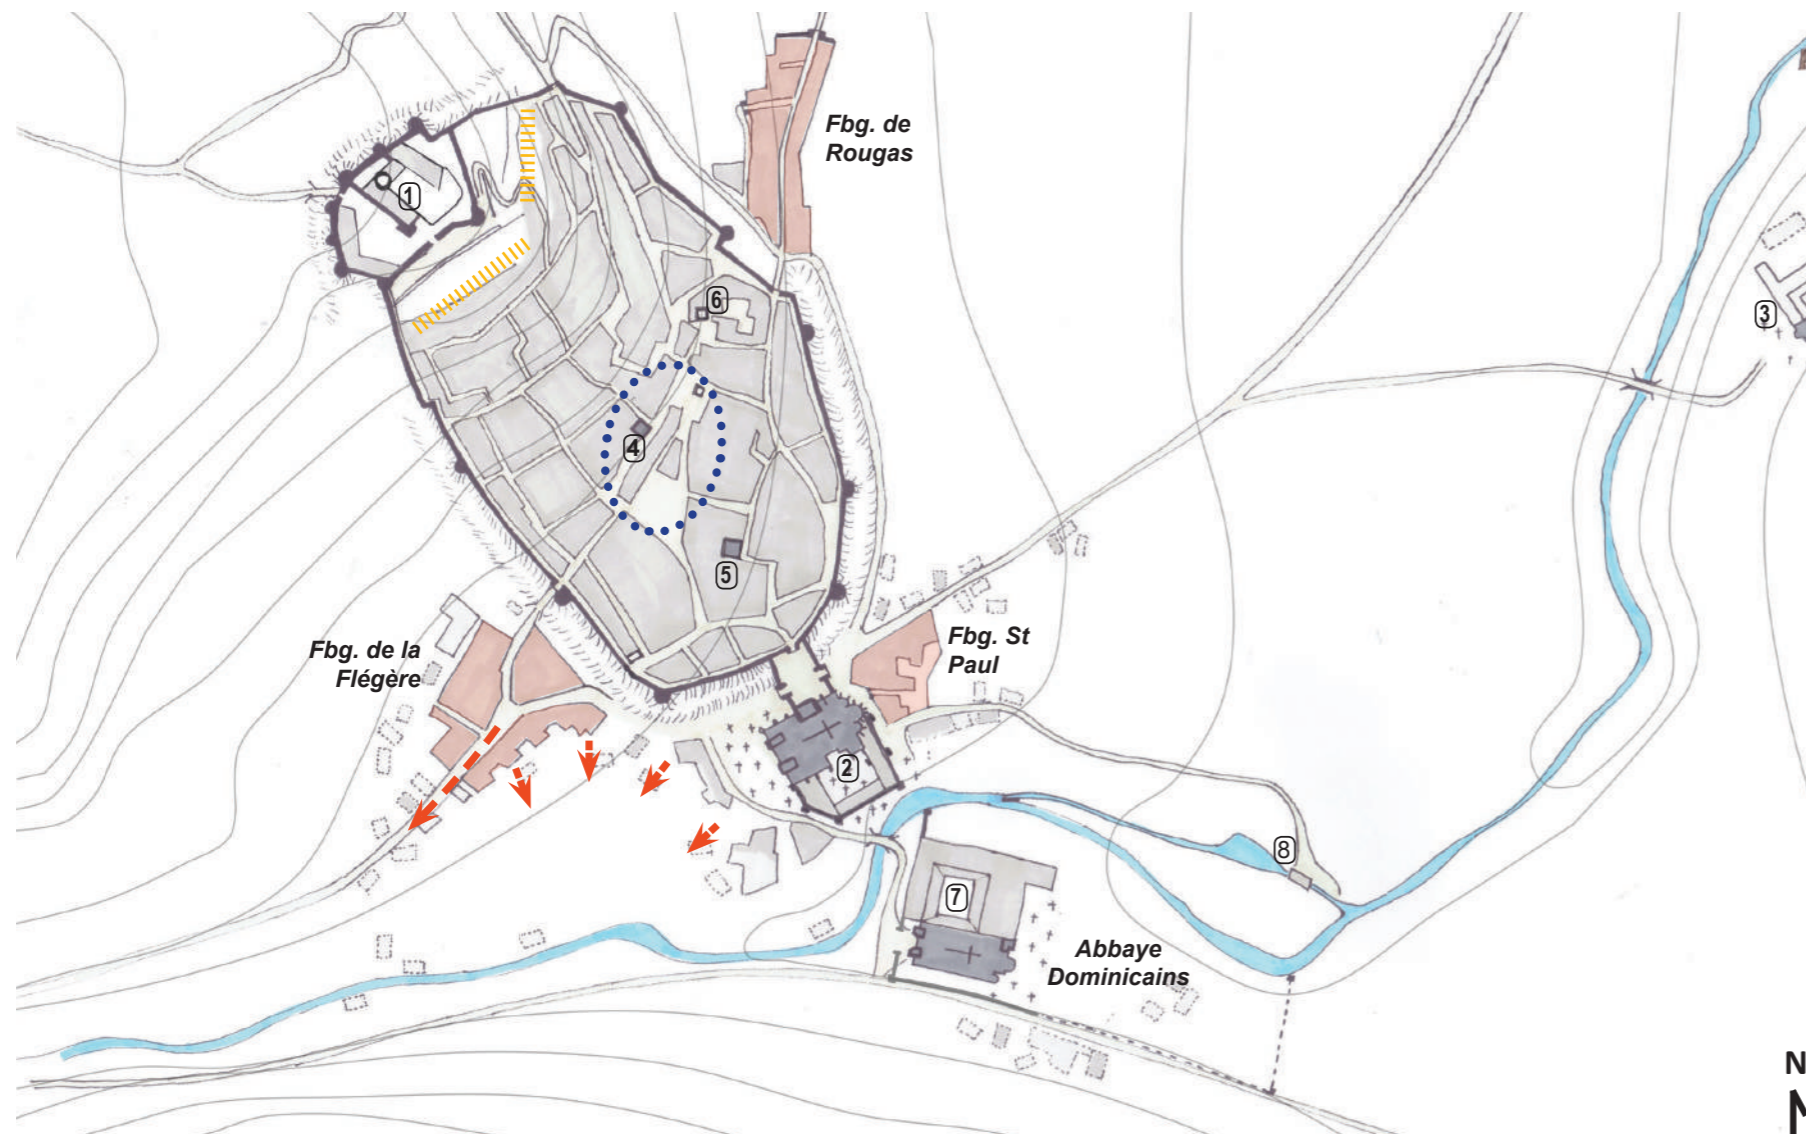 Fbg. de
Rougas
1
6
3
4
5
Fbg. de la
Flégère
Fbg. St
Paul
2
8
7
Abbaye
Dominicains
N